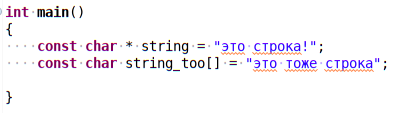 int main()
{
    const char * string = "это строка!";
    const char string_too[] = "это тоже строка";
}